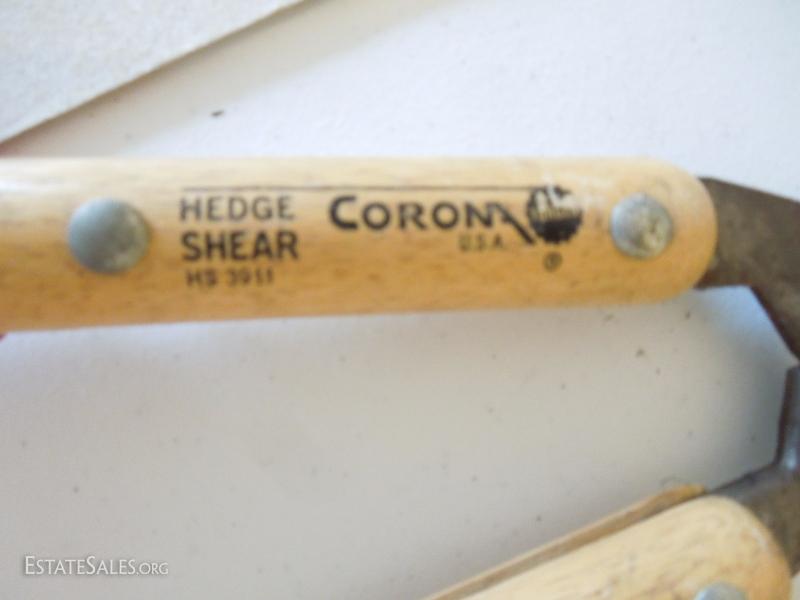 HEDGE
SHEAR
HS 3911
CORONA
U.S.A.
®
ESTATESALES.ORG